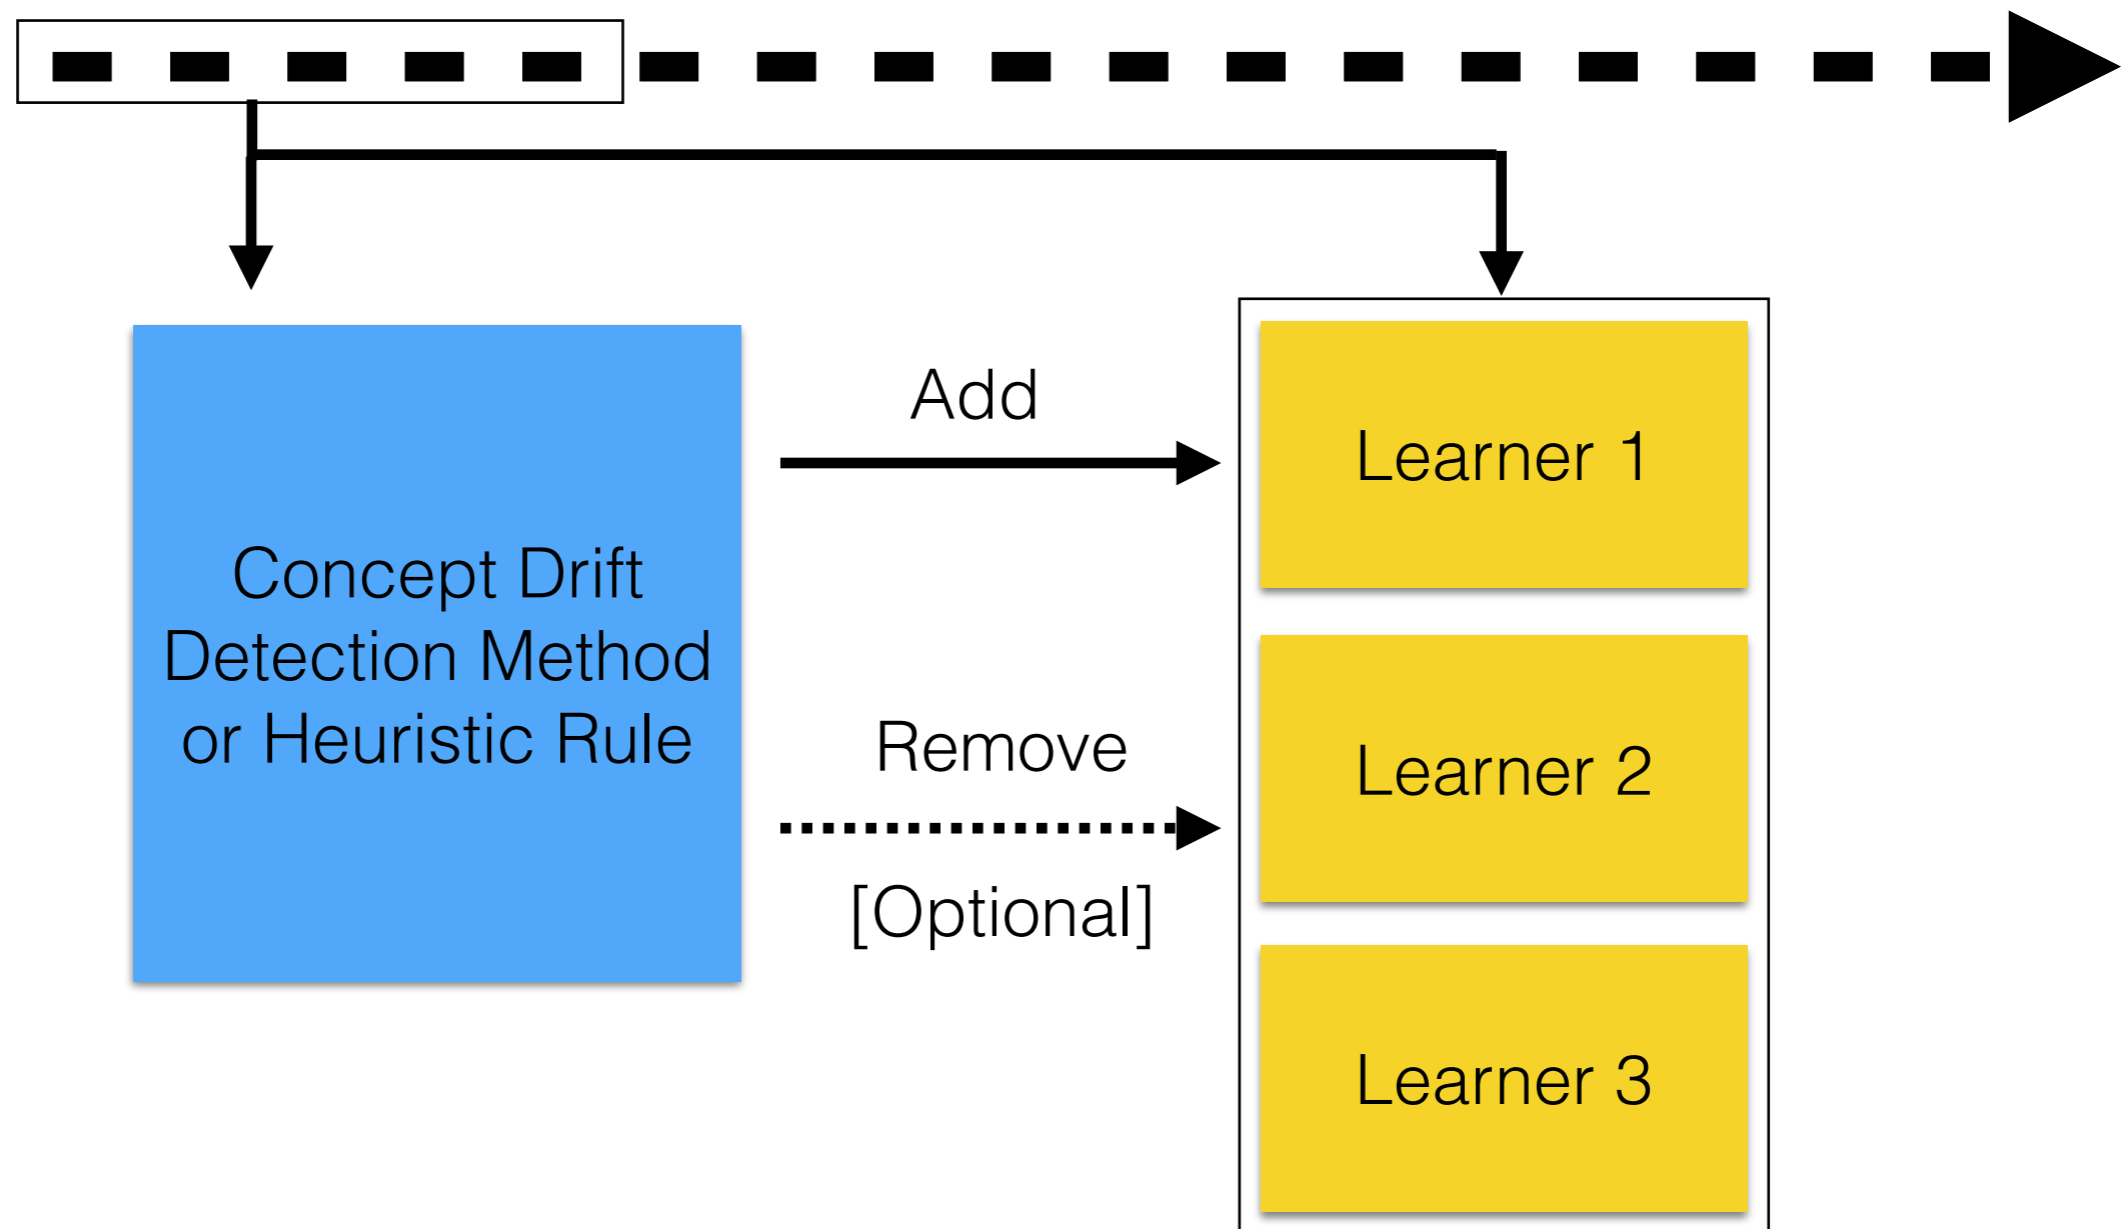 Add
Learner 1
Concept Drift
Detection Method
or Heuristic Rule
Remove
[Optional]
Learner 2
Learner 3